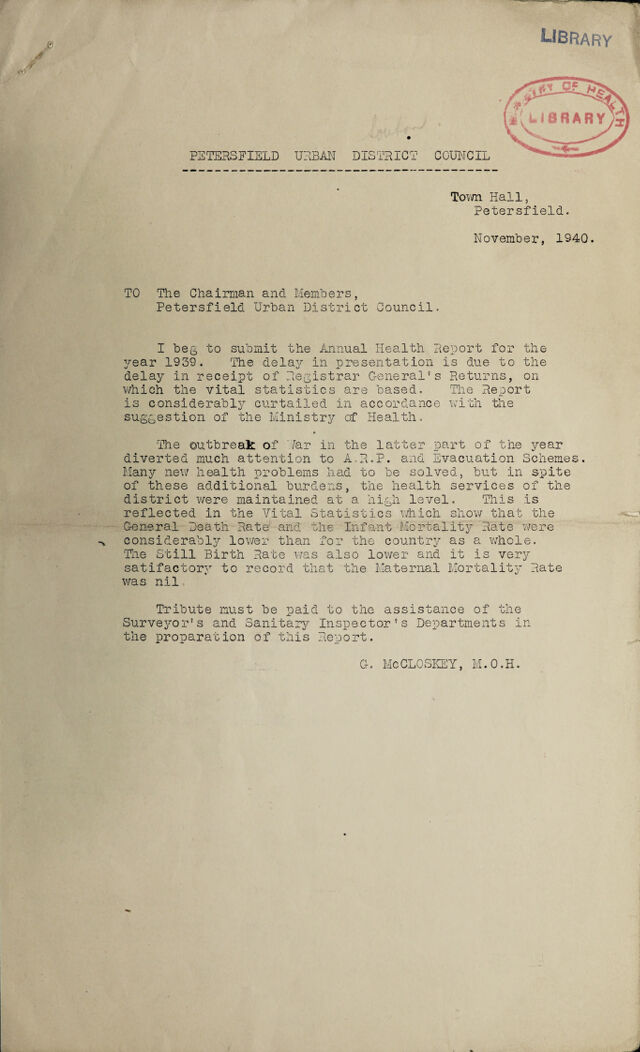 LIBRARY
MINISTRY OF HEALTH
LIBRARY
PETERSFIELD URBAN DISTRICT COUNCIL
Town Hall,
Petersfield.
November, 1940.
TO The Chairman and Members,
Petersfield Urban District Council.
I beg to submit the Annual Health Report for the
year 1939. The delay in presentation is due to the
delay in receipt of Registrar General's Returns, on
which the vital statistics are based. The Report
is considerably curtailed in accordance with the
suggestion of the Ministry of Health.
The outbreak of War in the latter part of the year
diverted much attention to A.R.P. and Evacuation Schemes.
Many new health problems had to be solved, but in spite
of these additional burdens, the health services of the
district were maintained at a high level. This is
reflected in the Vital Statistics which show that the
General Death Rate and the Infant Mortality Rate were
considerably lower than for the country as a whole.
The Still Birth Rate was also lower and it is very
satifactory to record that the Maternal Mortality Rate
was nil.
Tribute must be paid to the assistance of the
Surveyor's and Sanitary Inspector's Departments in
the proparation of this Report.
G. McCLOSKEY, M.O.H.